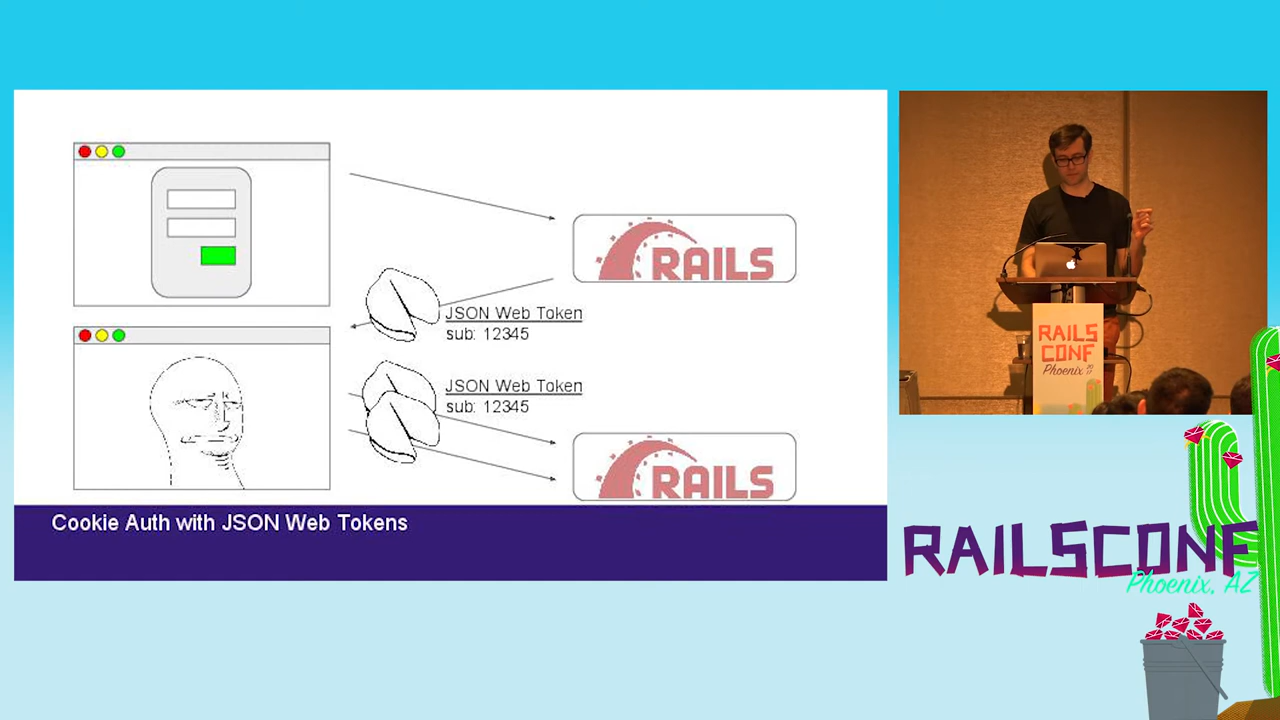 RAILS
JSON Web Token
sub: 12345
JSON Web Token
sub: 12345
RAILS
Cookie Auth with JSON Web Tokens
RAILS
CONF
Phoenix
RAILSCONF
Phoenix, AZ